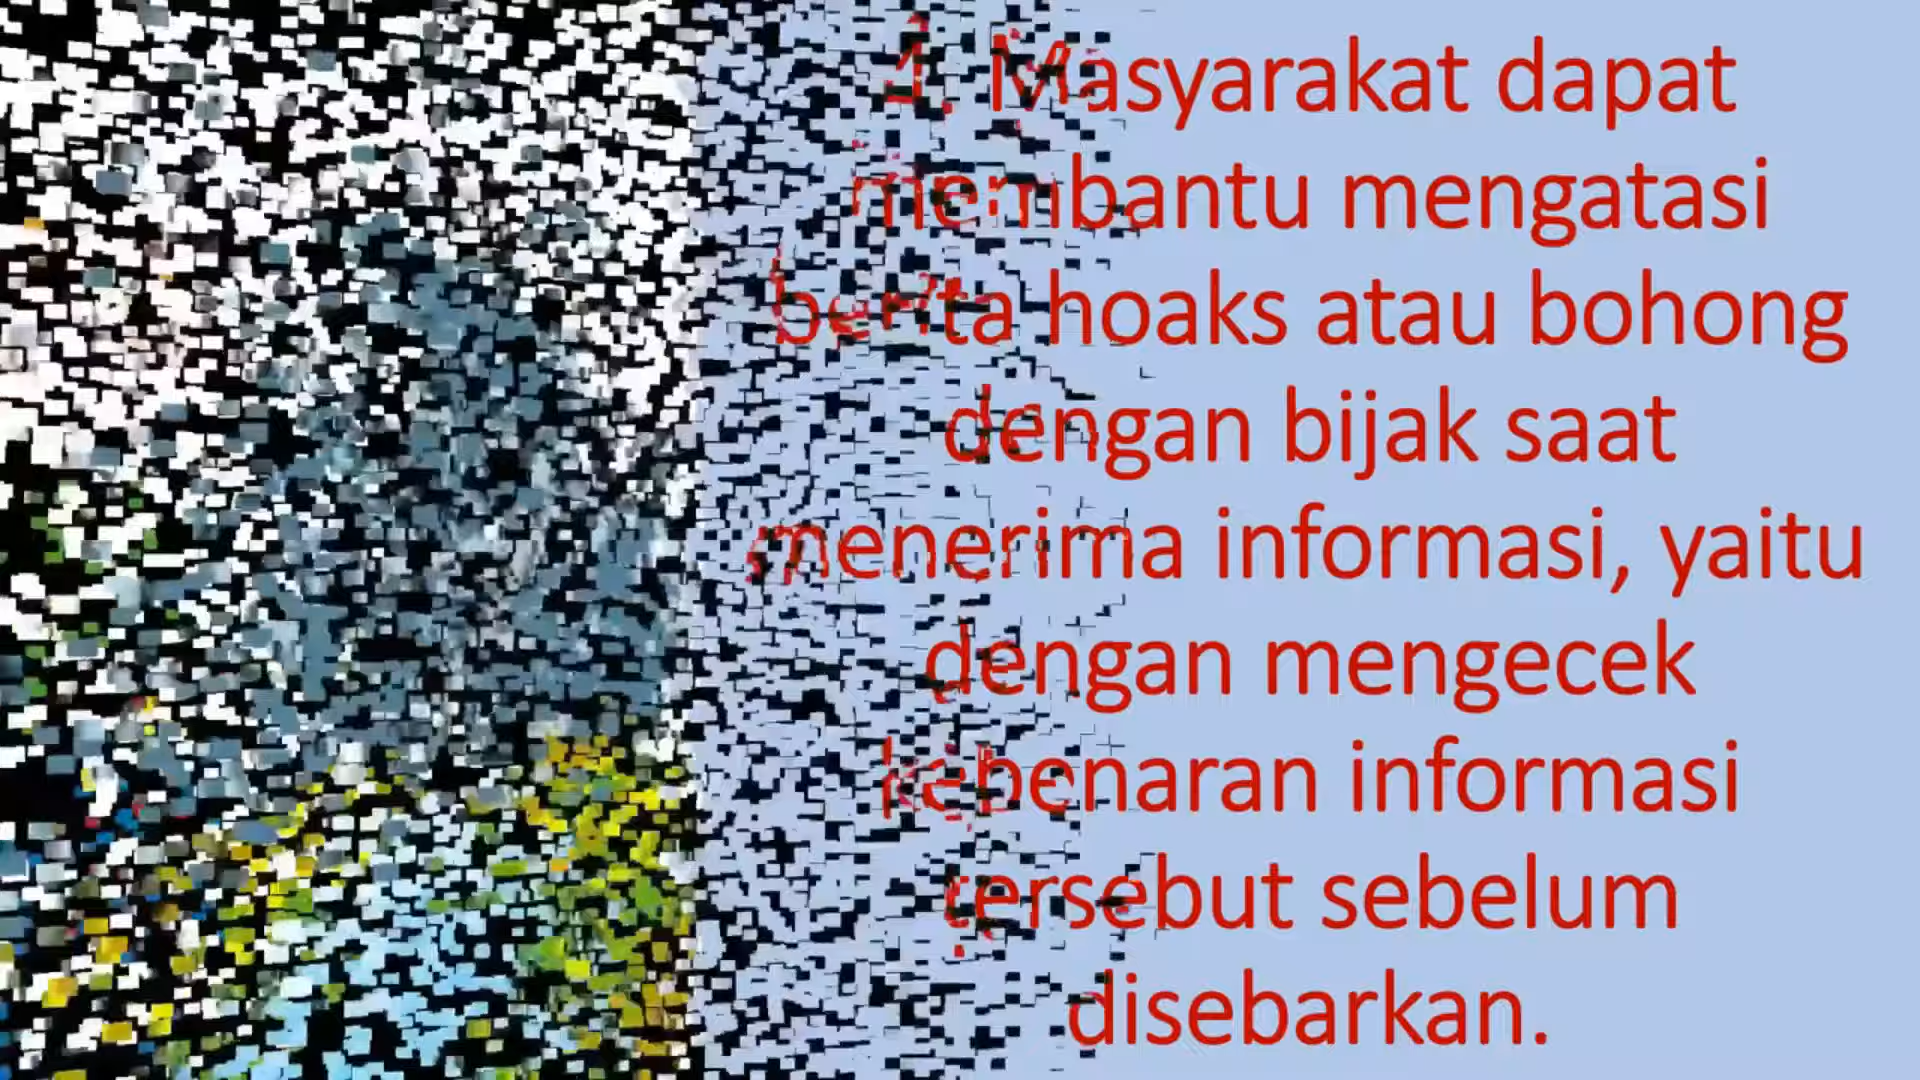 1. Masyarakat dapat
membantu mengatasi
berita hoaks atau bohong
dengan bijak saat
menerima informasi, yaitu
dengan mengecek
kebenaran informasi
tersebut sebelum
disebarkan.